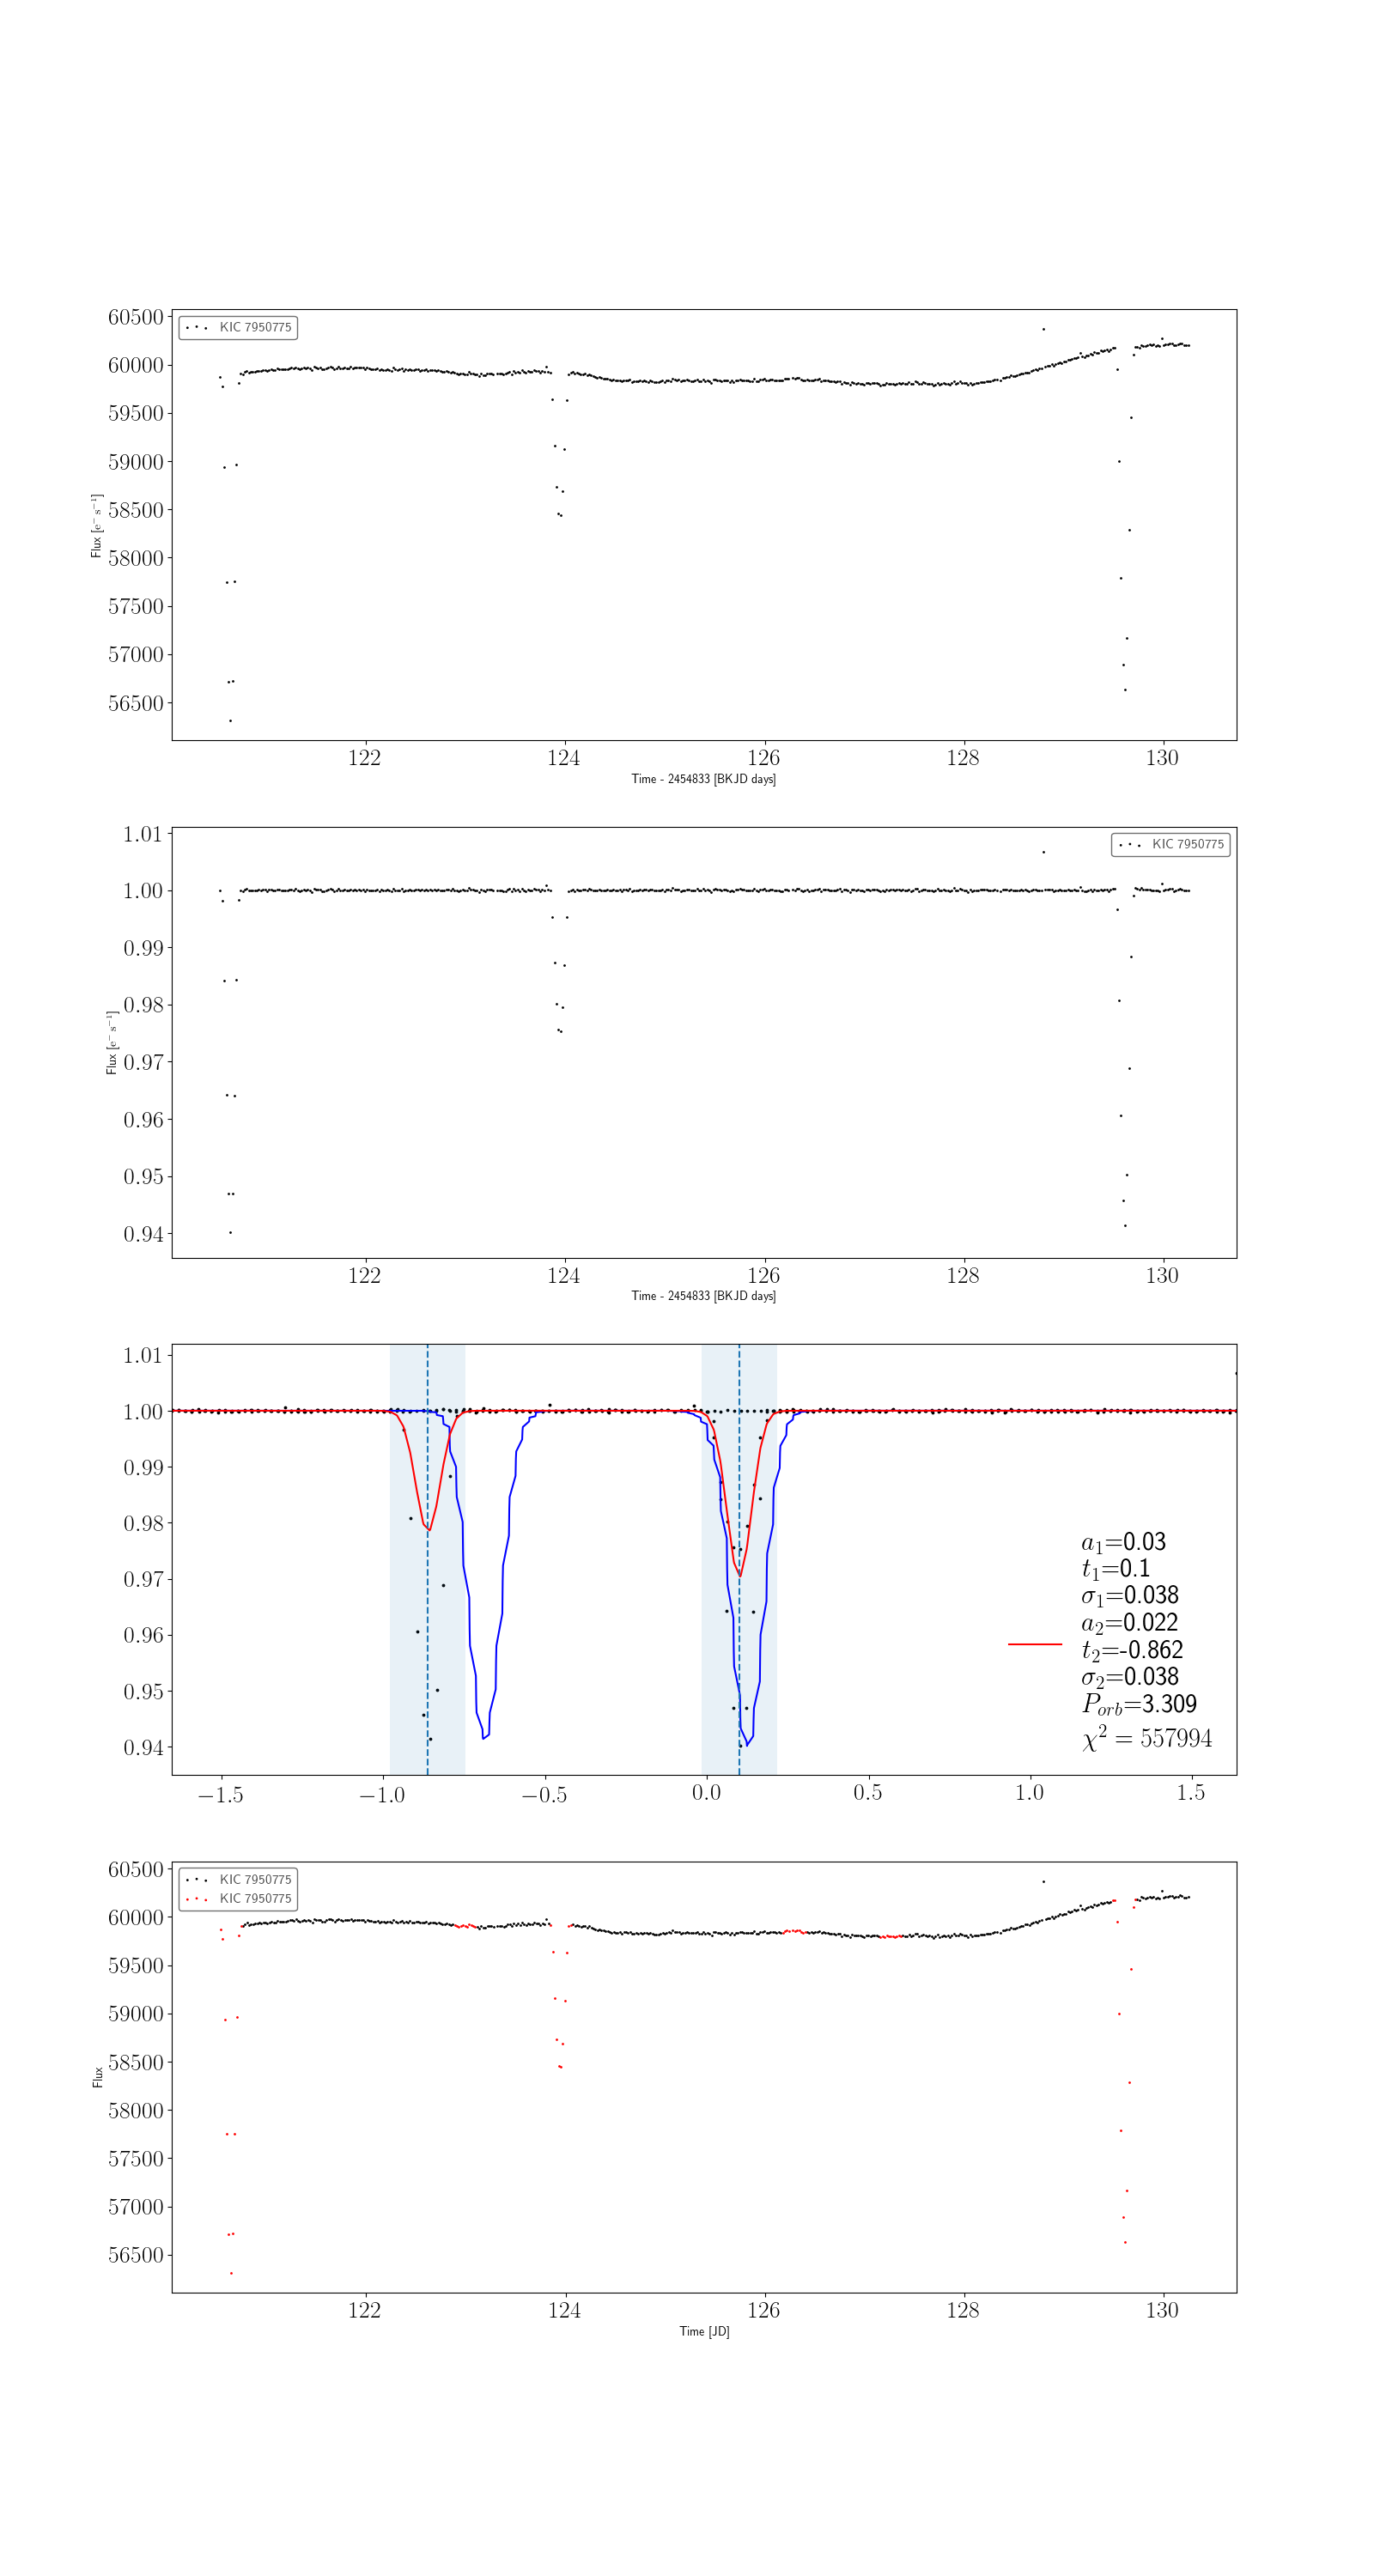 60500
KIC 7950775
60000
59500
59000
58500
58000
57500
57000
56500
Flux [e− s−1]
122 124 126 128 130
Time - 2454833 [BKJD days]
1.01
KIC 7950775
1.00
0.99
0.98
0.97
0.96
0.95
0.94
Flux [e− s−1]
122 124 126 128 130
Time - 2454833 [BKJD days]
1.01
1.00
0.99
0.98
0.97
0.96
0.95
0.94
a1=0.03
t1=0.1
σ1=0.038
a2=0.022
t2=-0.862
σ2=0.038
Porb=3.309
χ2 = 557994
−1.5 −1.0 −0.5 0.0 0.5 1.0 1.5
60500
KIC 7950775
KIC 7950775
60000
59500
59000
58500
58000
57500
57000
56500
Flux
122 124 126 128 130
Time [JD]